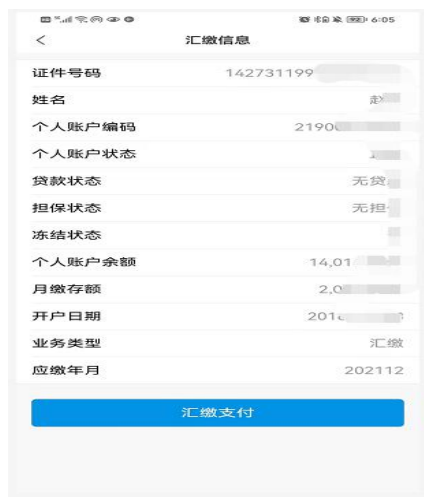 6:05
汇缴信息
证件号码 142731199
姓名 赵
个人账户编码 2190
个人账户状态
贷款状态 无贷
担保状态 无担
冻结状态
个人账户余额 14,01
月缴存额 2,0
开户日期 201
业务类型 汇缴
应缴年月 202112
汇缴支付